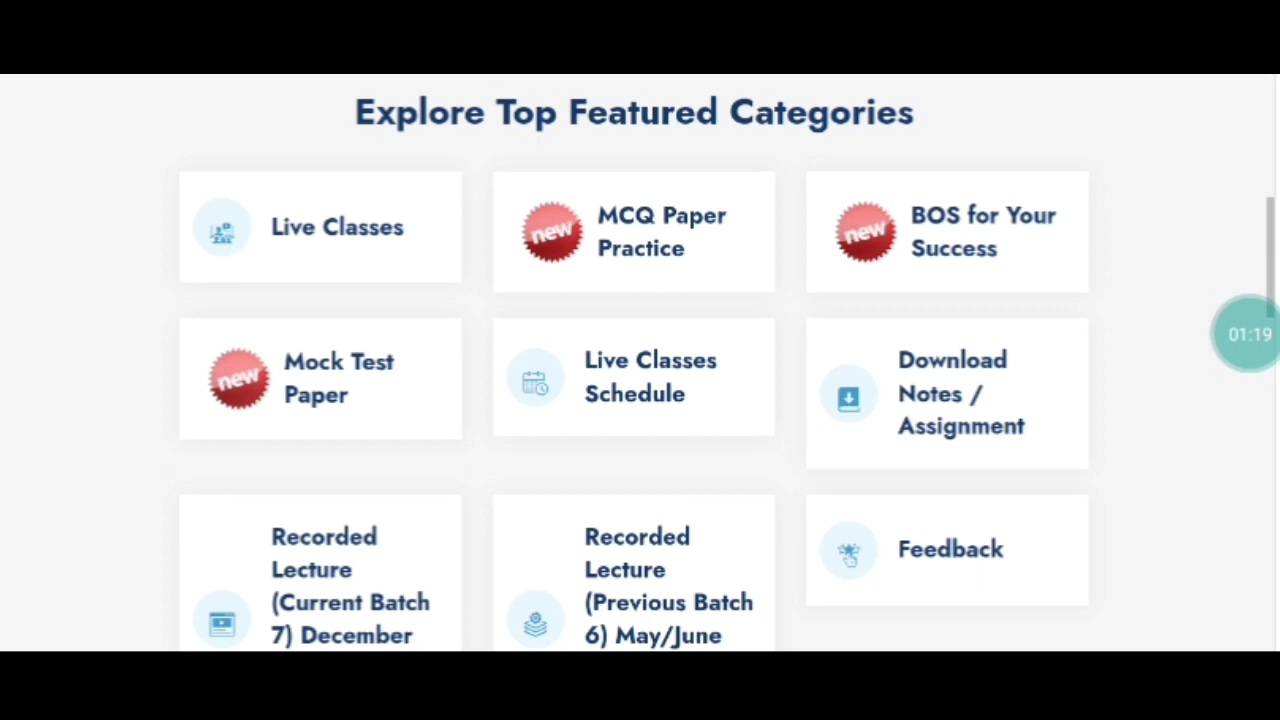 Explore Top Featured Categories
Live Classes
new
MCQ Paper
Practice
new
BOS for Your
Success
new
Mock Test
Paper
Live Classes
Schedule
Download
Notes /
Assignment
01:19
Recorded
Lecture
(Current Batch
7) December
Recorded
Lecture
(Previous Batch
6) May/June
Feedback